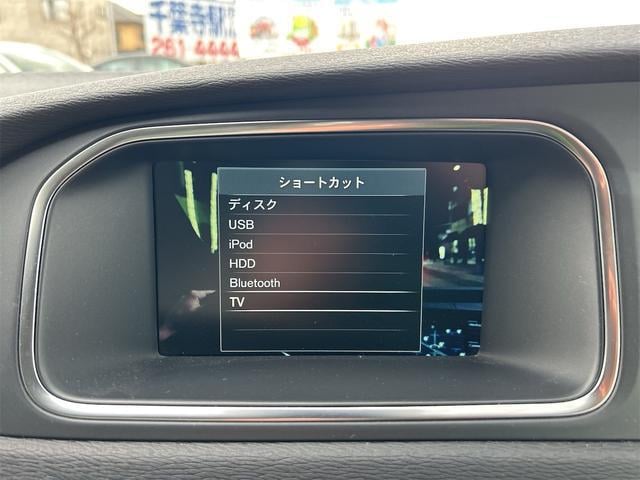 千葉寺駅
261-4444
ショートカット
ディスク
USB
iPod
HDD
Bluetooth
TV